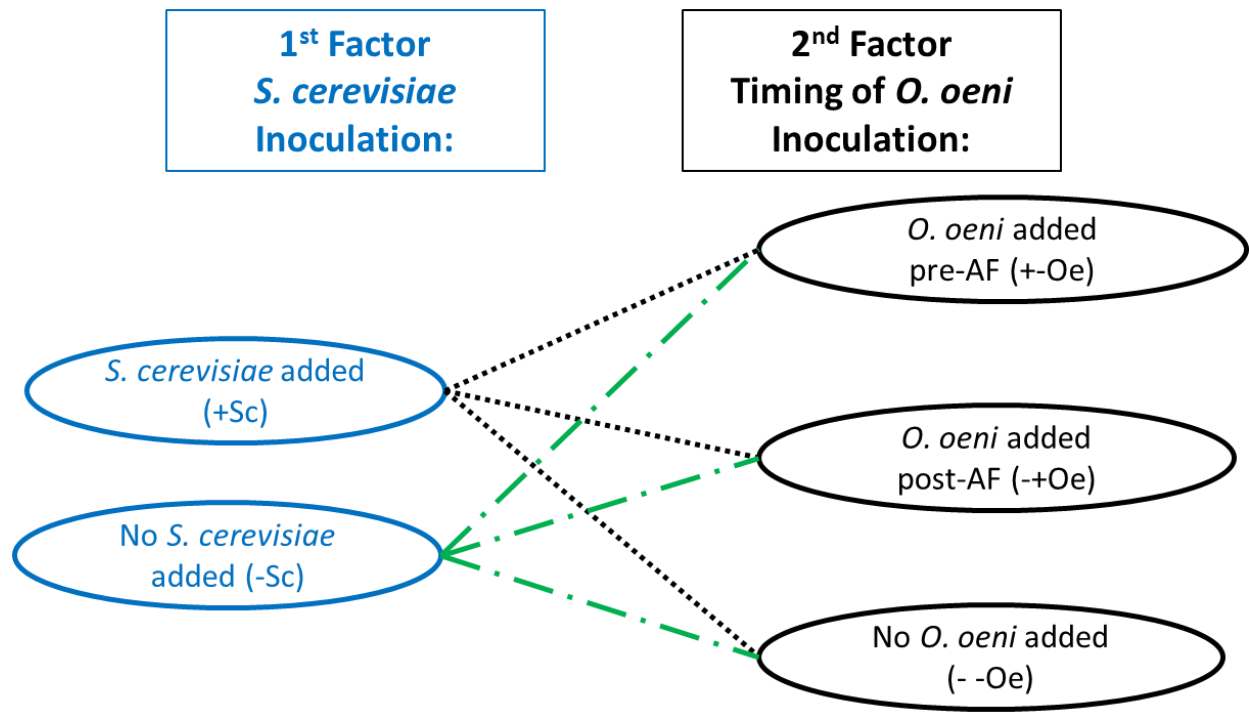 1st Factor
S. cerevisiae
Inoculation:
2nd Factor
Timing of O. oeni
Inoculation:
O. oeni added
pre-AF (+-Oe)
S. cerevisiae added
(+Sc)
O. oeni added
post-AF (-+Oe)
No S. cerevisiae
added (-Sc)
No O. oeni added
(- -Oe)